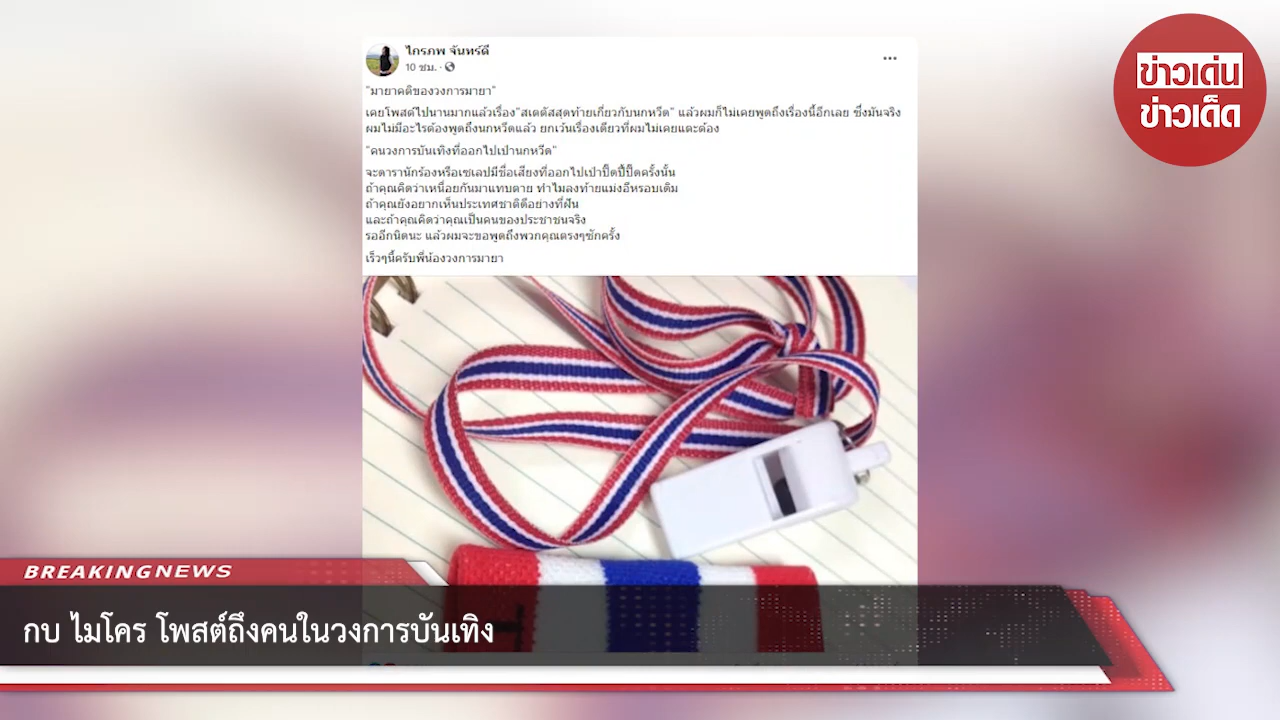 ไกรภพ จันทร์ดี
10 ชม. ·
"มายาคติของวงการมายา"
เคยโพสต์ไปนานมากแล้วเรื่อง"สเตตัสสุดท้ายเกี่ยวกับนกหวีด" แล้วผมก็ไม่เคยพูดถึงเรื่องนี้อีกเลย ซึ่งมันจริง
ผมไม่มีอะไรต้องพูดถึงนกหวีดแล้ว ยกเว้นเรื่องเดียวที่ผมไม่เคยแตะต้อง
"คนวงการบันเทิงที่ออกไปเป่านกหวีด"
จะดารานักร้องหรือเซเลปมีชื่อเสียงที่ออกไปเป่าปี๊ดปี้ปี๊ดครั้งนั้น
ถ้าคุณคิดว่าเหนื่อยกันมาแทบตาย ทำไมลงท้ายแม่งอีหรอบเดิม
ถ้าคุณยังอยากเห็นประเทศชาติดีอย่างที่ฝัน
และถ้าคุณคิดว่าคุณเป็นคนของประชาชนจริง
รออีกนิดนะ แล้วผมจะขอพูดถึงพวกคุณตรงๆซักครั้ง
เร็วๆนี้ครับพี่น้องวงการมายา
ข่าวเด่น
ข่าวเด็ด
BREAKING NEWS
กบ ไมโคร โพสต์ถึงคนในวงการบันเทิง